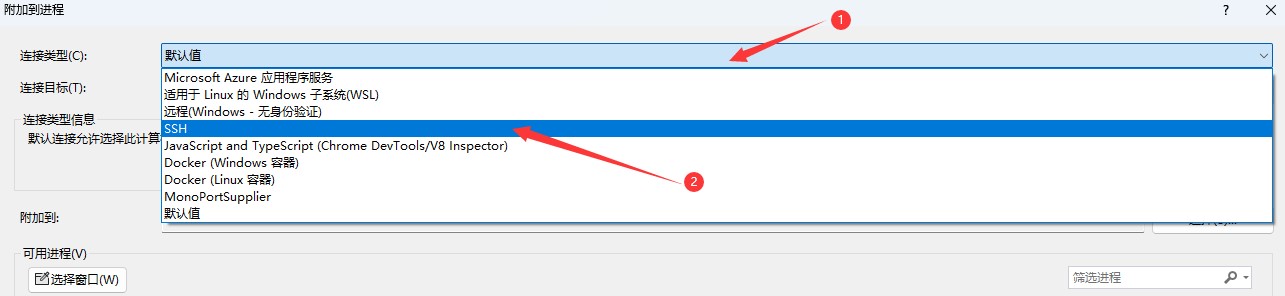 附加到进程
? ×
1
连接类型(C): 默认值
Microsoft Azure 应用程序服务
连接目标(T):
适用于 Linux 的 Windows 子系统(WSL)
远程(Windows - 无身份验证)
连接类型信息
SSH
默认连接允许选择此计算
JavaScript and TypeScript (Chrome DevTools/V8 Inspector)
Docker (Windows 容器)
2
Docker (Linux 容器)
MonoPortSupplier
附加到: 默认值
可用进程(V)
选择窗口(W)
筛选进程